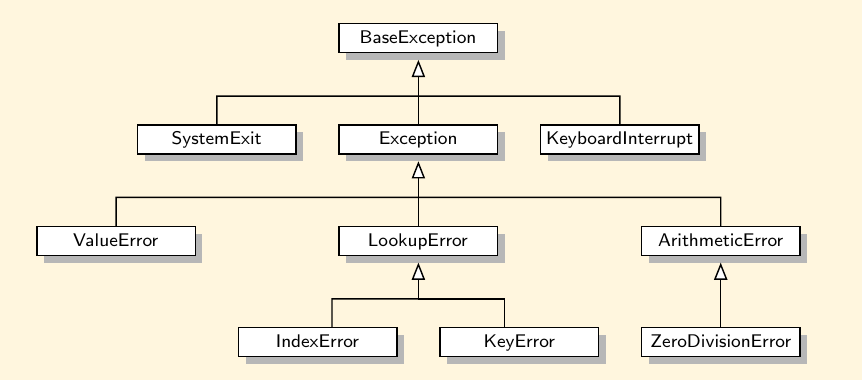 BaseException
SystemExit
Exception
KeyboardInterrupt
ValueError
LookupError
ArithmeticError
IndexError
KeyError
ZeroDivisionError